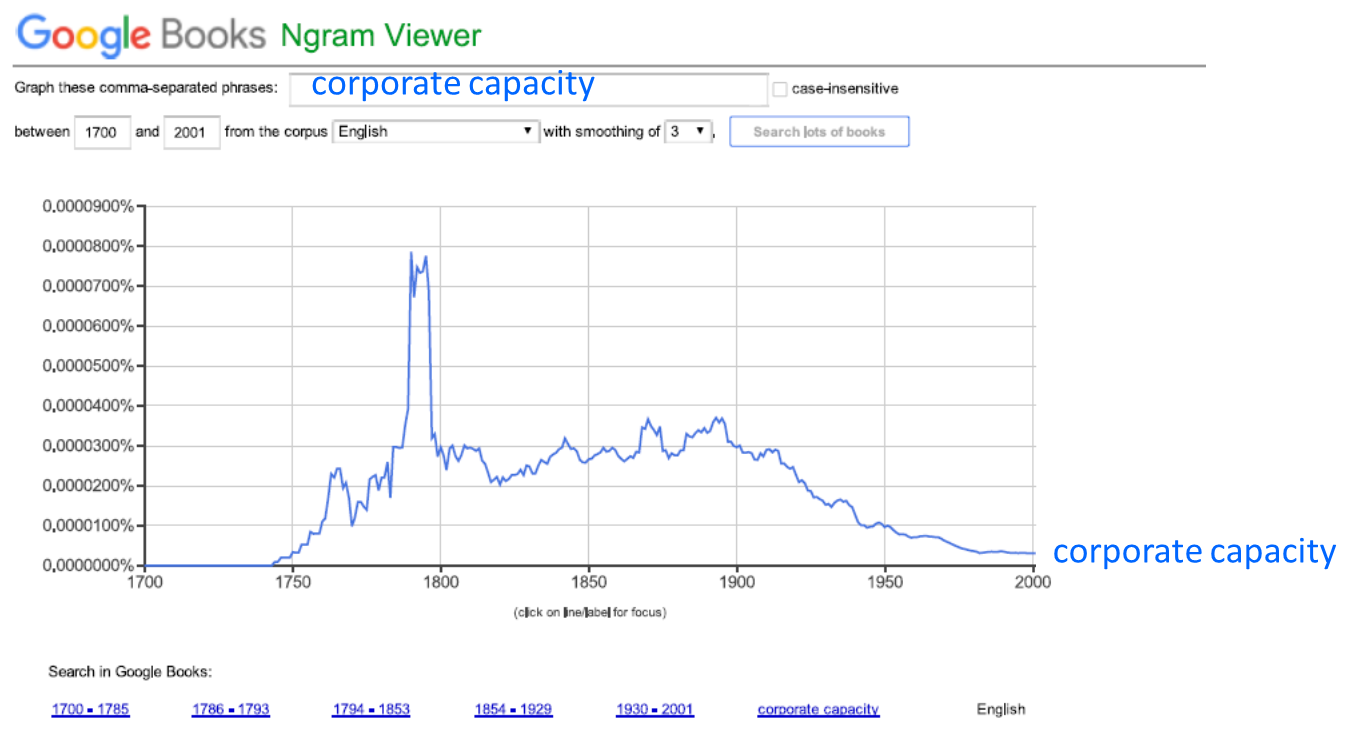 Google Books Ngram Viewer
Graph these comma-separated phrases: corporate capacity case-insensitive
between 1700 and 2001 from the corpus English with smoothing of 3 . Search lots of books
0.0000900%
0.0000800%
0.0000700%
0.0000600%
0.0000500%
0.0000400%
0.0000300%
0.0000200%
0.0000100%
0.0000000%
corporate capacity
1700 1750 1800 1850 1900 1950 2000
(click on line/label for focus)
Search in Google Books:
1700 - 1785 1786 - 1793 1794 - 1853 1854 - 1929 1930 - 2001 corporate capacity English